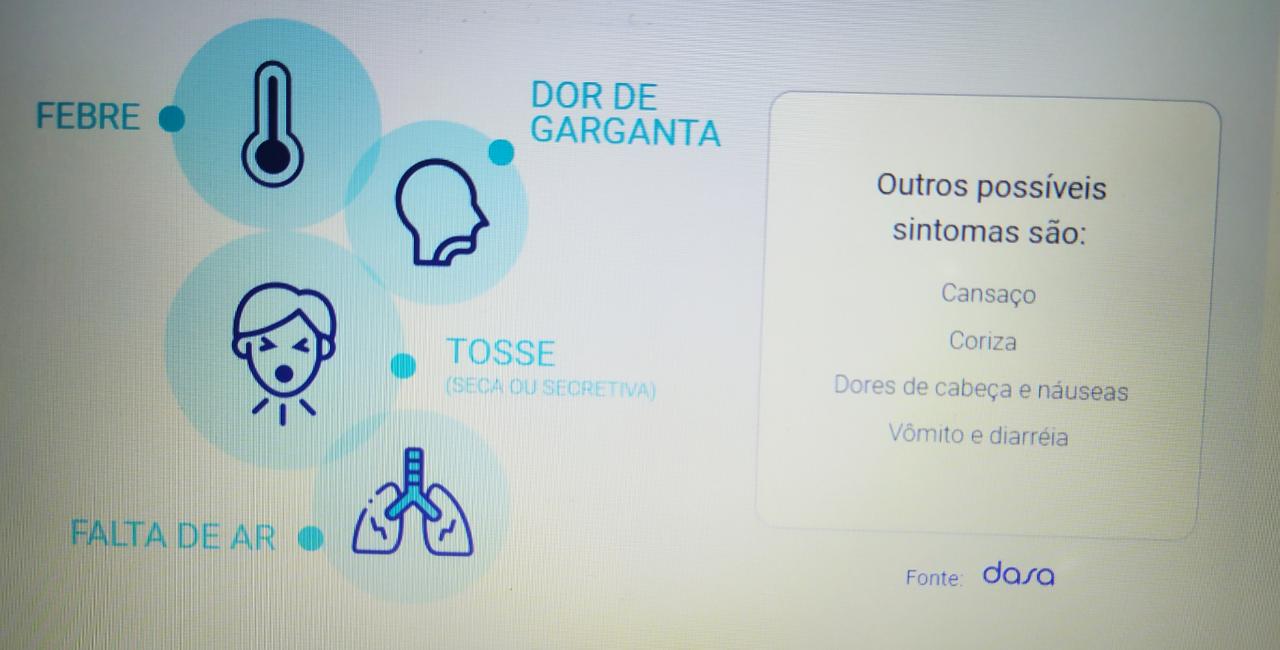 FEBRE
DOR DE
GARGANTA
TOSSE
(SECA OU SECRETIVA)
FALTA DE AR
Outros possíveis
sintomas são:
Cansaço
Coriza
Dores de cabeça e náuseas
Vômito e diarréia
Fonte: dasa